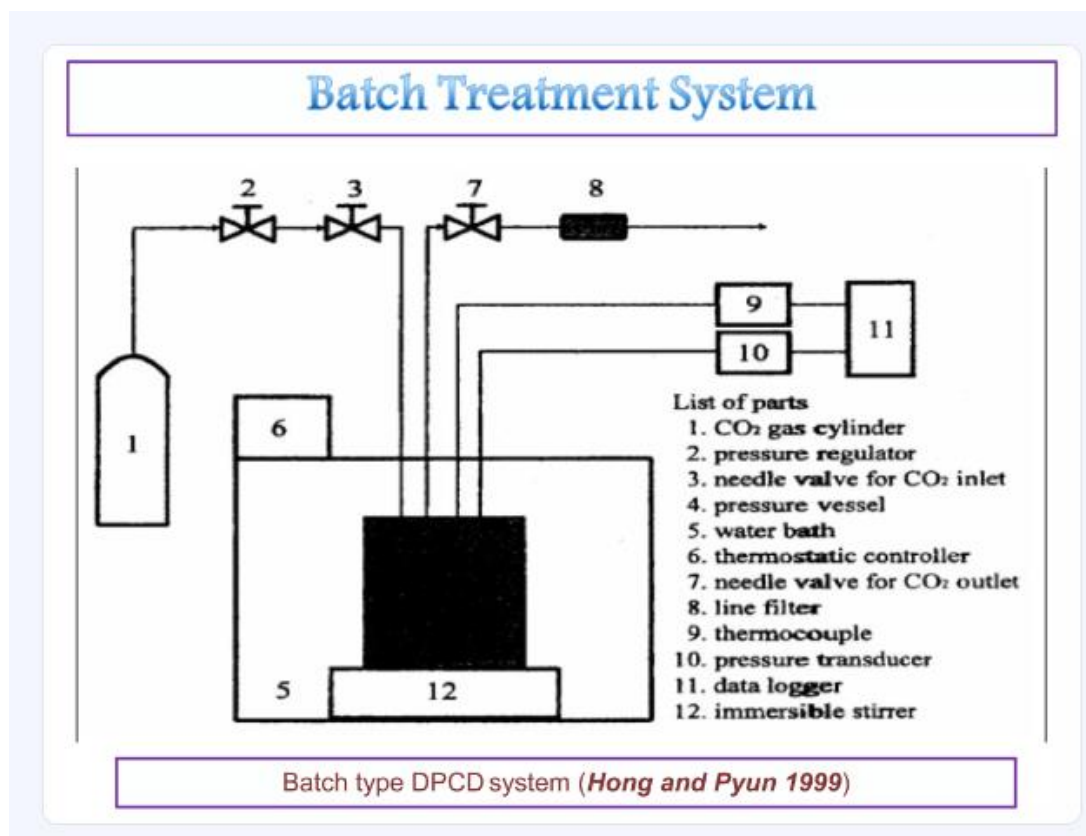 Batch Treatment System
2 3 7 8
9
11
10
6
1
List of parts
1. CO₂ gas cylinder
2. pressure regulator
3. needle valve for CO₂ inlet
4. pressure vessel
5. water bath
6. thermostatic controller
7. needle valve for CO₂ outlet
8. line filter
9. thermocouple
10. pressure transducer
11. data logger
12. immersible stirrer
5 12
Batch type DPCD system (Hong and Pyun 1999)